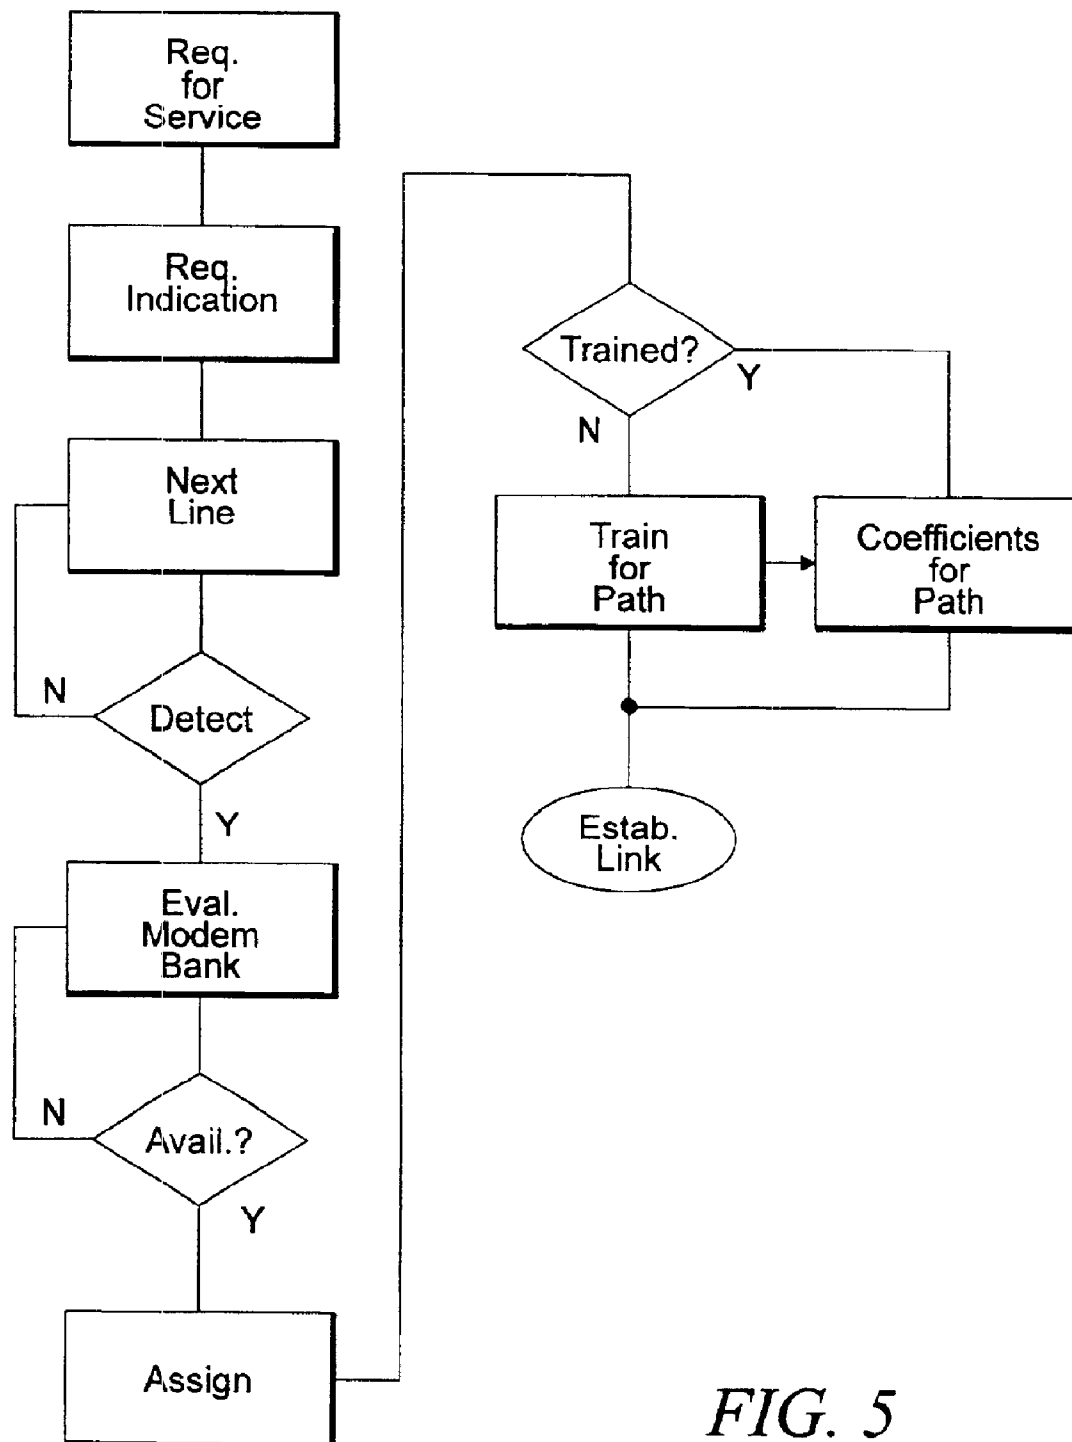 Req.
for
Service
Req.
Indication
Next
Line
N
Detect
Y
Eval.
Modem
Bank
N
Avail.?
Y
Assign
Trained?
Y
N
Train
for
Path
Coefficients
for
Path
Estab.
Link
FIG. 5